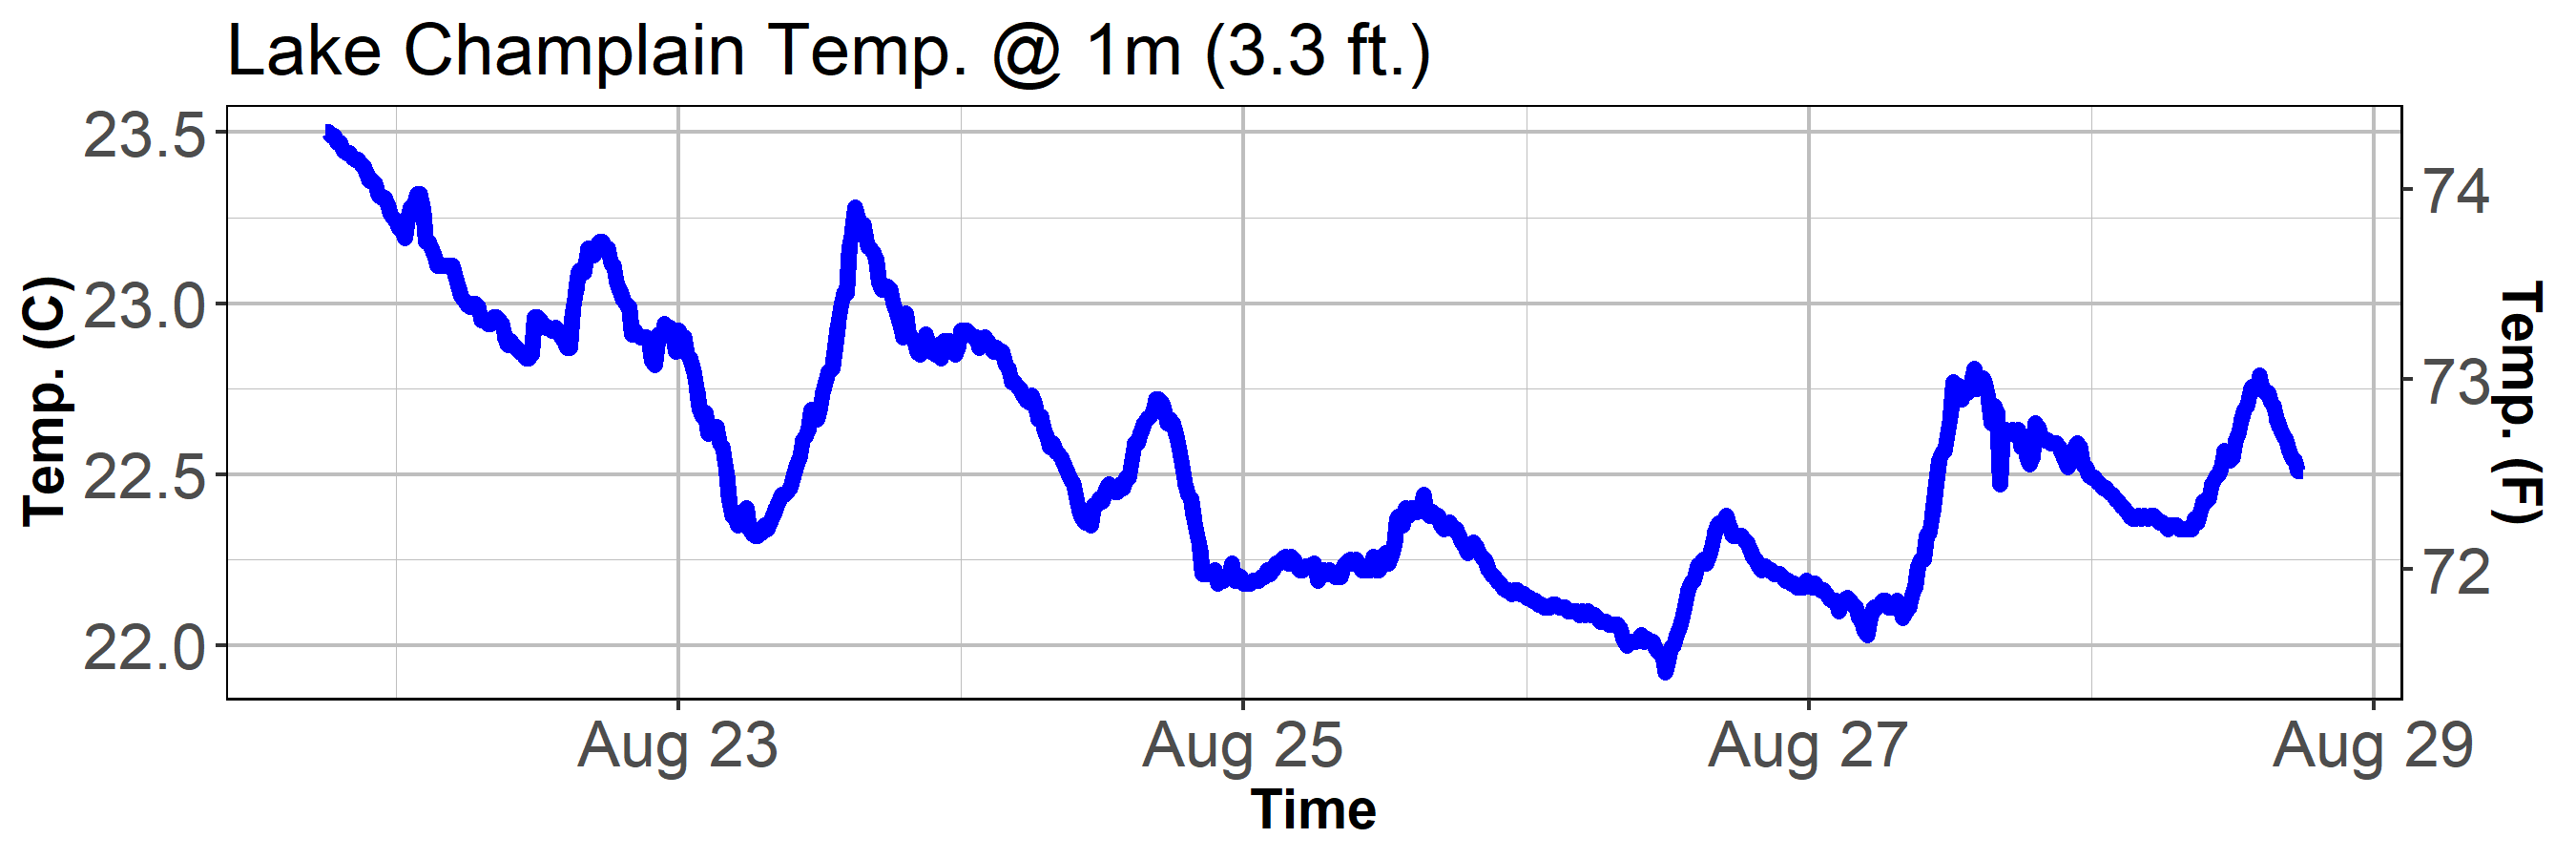 Lake Champlain Temp. @ 1m (3.3 ft.)
Temp. (C)
23.5
23.0
22.5
22.0
74
73
72
Temp. (F)
Aug 23
Aug 25
Aug 27
Aug 29
Time